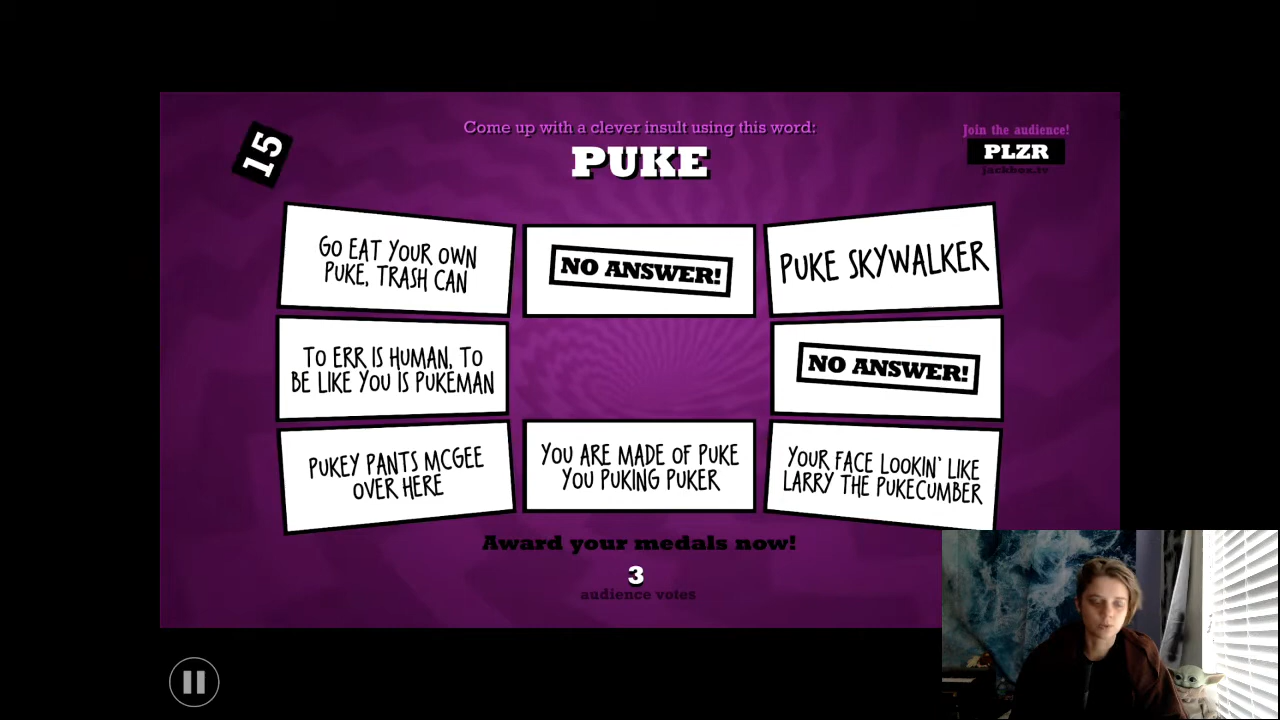 Come up with a clever insult using this word:
PUKE
15
Join the audience!
PLZR
jackbox.tv
GO EAT YOUR OWN
PUKE, TRASH CAN
NO ANSWER!
PUKE SKYWALKER
TO ERR IS HUMAN, TO
BE LIKE YOU IS PUKEMAN
NO ANSWER!
PUKEY PANTS MCGEE
OVER HERE
YOU ARE MADE OF PUKE
YOU PUKING PUKER
YOUR FACE LOOKIN' LIKE
LARRY THE PUKECUMBER
Award your medals now!
3
audience votes